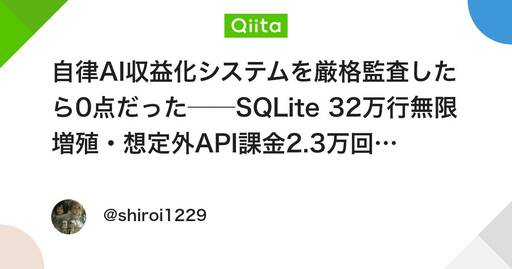 Qiita
自律AI収益化システムを厳格監査した
ら0点だった──SQLite 32万行無限
増殖・想定外API課金2.3万回…
@shiroi1229